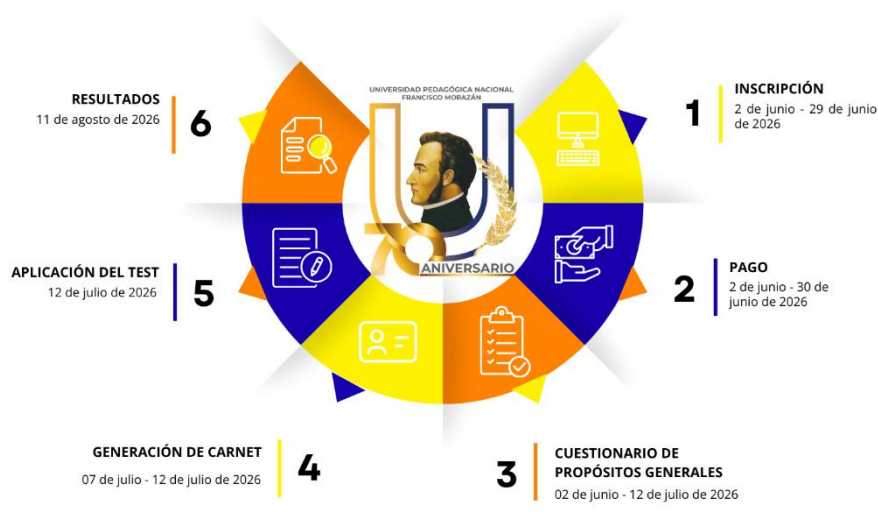 UNIVERSIDAD PEDAGÓGICA NACIONAL
FRANCISCO MORAZÁN
70
ANIVERSARIO
1
INSCRIPCIÓN
2 de junio - 29 de junio
de 2026
2
PAGO
2 de junio - 30 de
junio de 2026
3
CUESTIONARIO DE
PROPÓSITOS GENERALES
02 de junio - 12 de julio de 2026
4
GENERACIÓN DE CARNET
07 de julio - 12 de julio de 2026
5
APLICACIÓN DEL TEST
12 de julio de 2026
6
RESULTADOS
11 de agosto de 2026